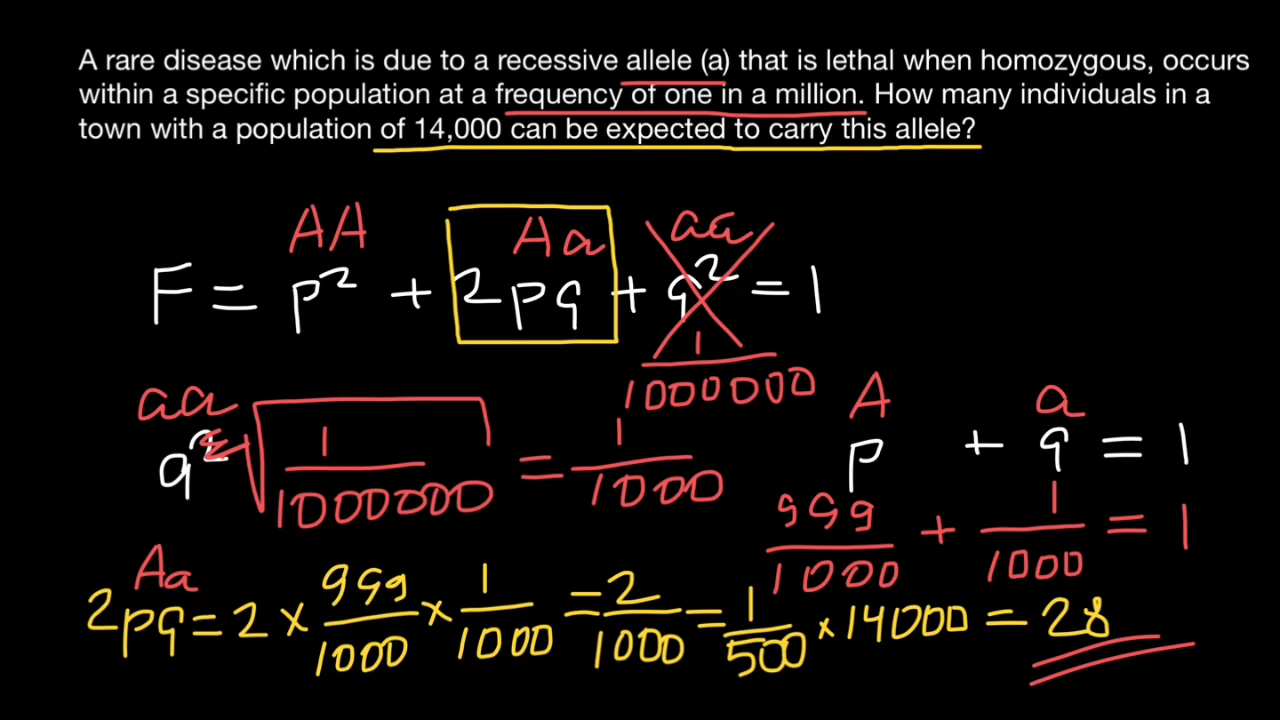 A rare disease which is due to a recessive allele (a) that is lethal when homozygous, occurs
within a specific population at a frequency of one in a million. How many individuals in a
town with a population of 14,000 can be expected to carry this allele?
AA Aa aa
F = p² + 2pq + q² = 1
1/1000000
aa
q² √(1/1000000) = 1/1000
A a
p + q = 1
999/1000 + 1/1000 = 1
Aa
2pq = 2 × 999/1000 × 1/1000 = 2/1000 = 1/500 × 14000 = 28